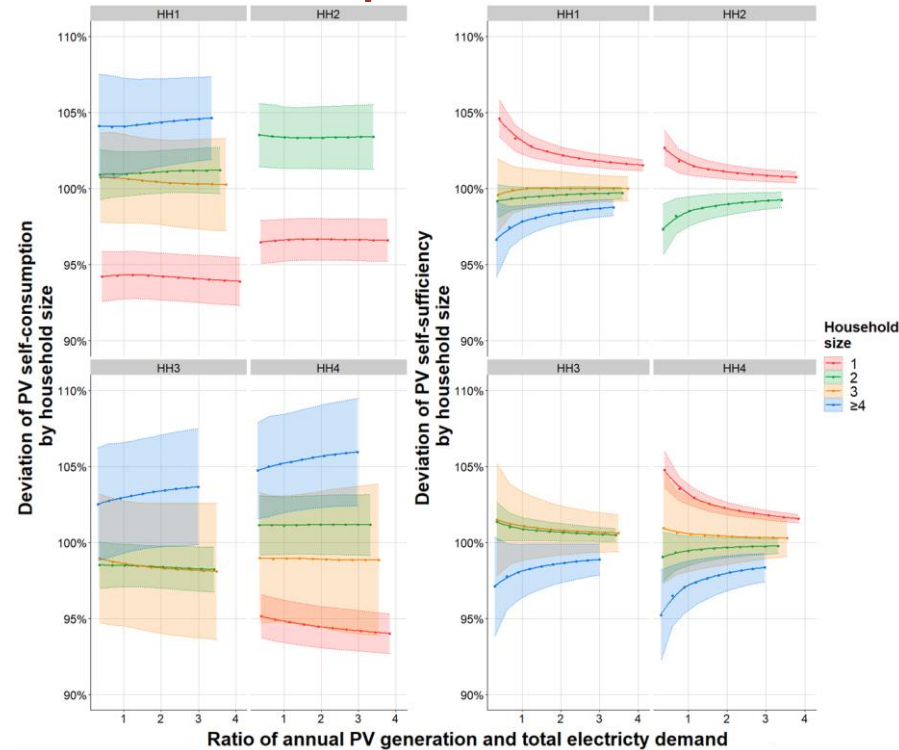 HH1 HH2 HH1 HH2
110% 110%
105% 105%
100% 100%
95% 95%
90% 90%
Deviation of PV self-consumption
by household size
Deviation of PV self-sufficiency
by household size
Household
size
1
2
3
≥4
HH3 HH4 HH3 HH4
110% 110%
105% 105%
100% 100%
95% 95%
90% 90%
1 2 3 4 1 2 3 4 1 2 3 4 1 2 3 4
Ratio of annual PV generation and total electricty demand